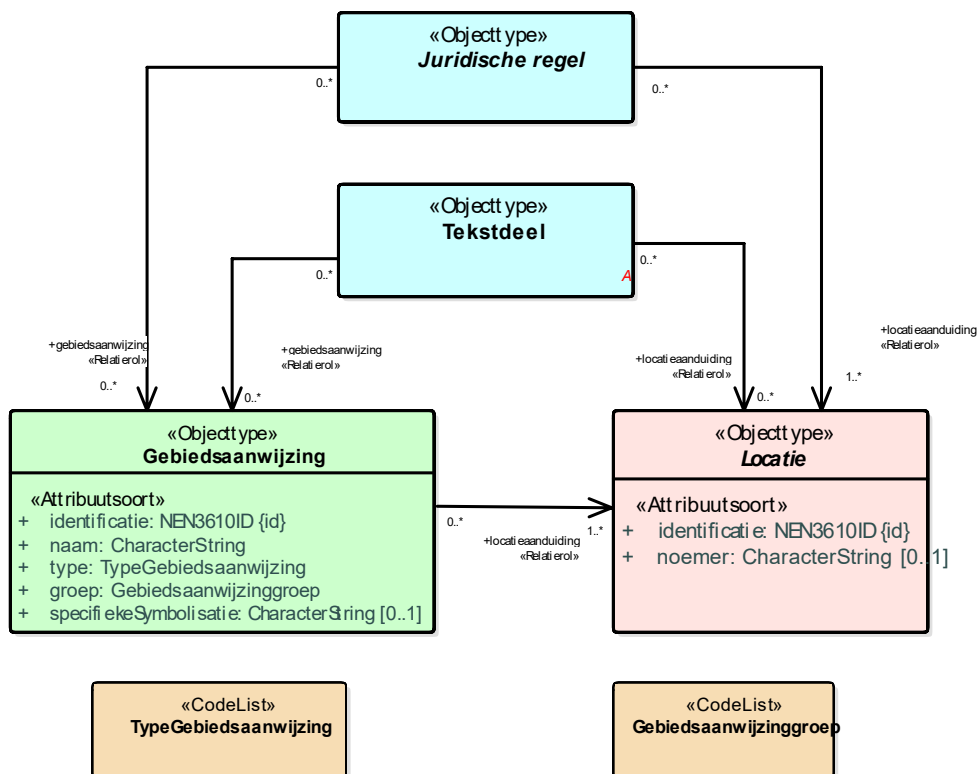 «Objecttype»
Juridische regel
0..*
0..*
«Objecttype»
Tekstdeel
0..*
0..*
A
+gebiedsaanwijzing
«Relatierol»
0..*
+gebiedsaanwijzing
«Relatierol»
0..*
+locatieaanduiding
«Relatierol»
0..*
+locatieaanduiding
«Relatierol»
1..*
«Objecttype»
Gebiedsaanwijzing
«Attribuutsoort»
+ identificatie: NEN3610ID {id}
+ naam: CharacterString
+ type: TypeGebiedsaanwijzing
+ groep: Gebiedsaanwijzinggroep
+ specifiekeSymbolisatie: CharacterString [0..1]
0..*
+locatieaanduiding
«Relatierol»
1..*
«Objecttype»
Locatie
«Attribuutsoort»
+ identificatie: NEN3610ID {id}
+ noemer: CharacterString [0..1]
«CodeList»
TypeGebiedsaanwijzing
«CodeList»
Gebiedsaanwijzinggroep